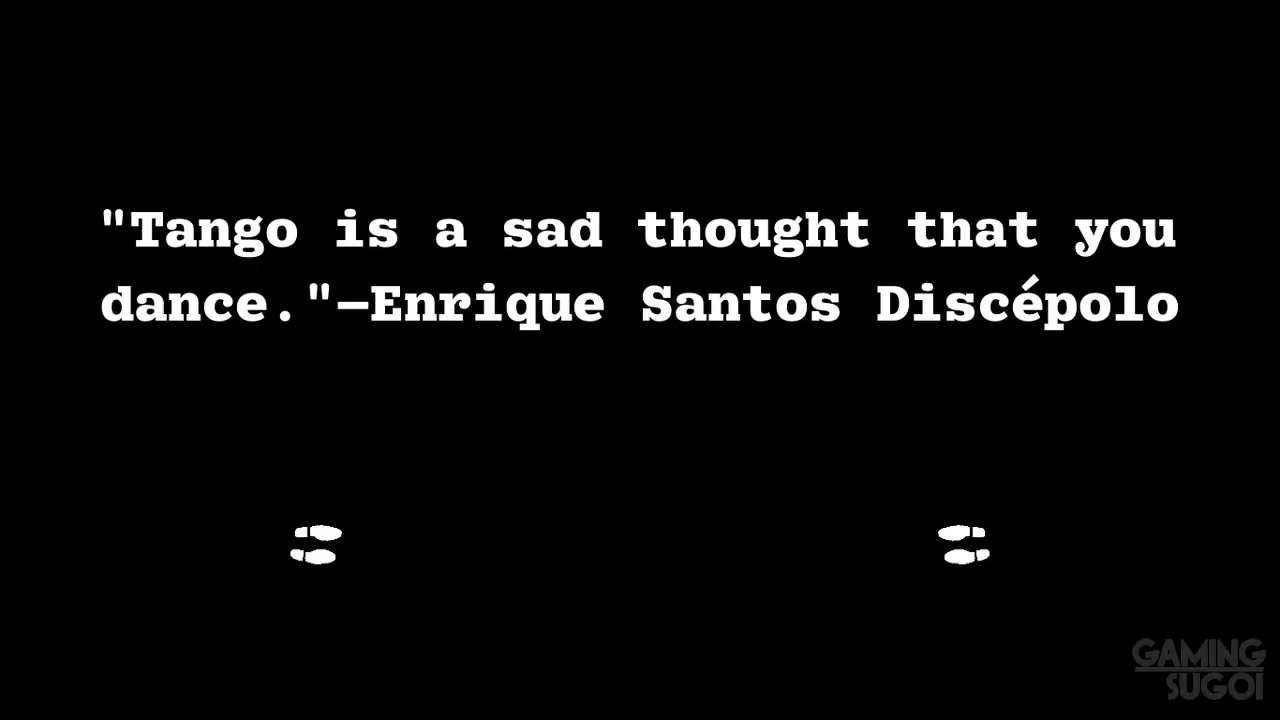 "Tango is a sad thought that you
dance."—Enrique Santos Discépolo
GAMING
SUGOI